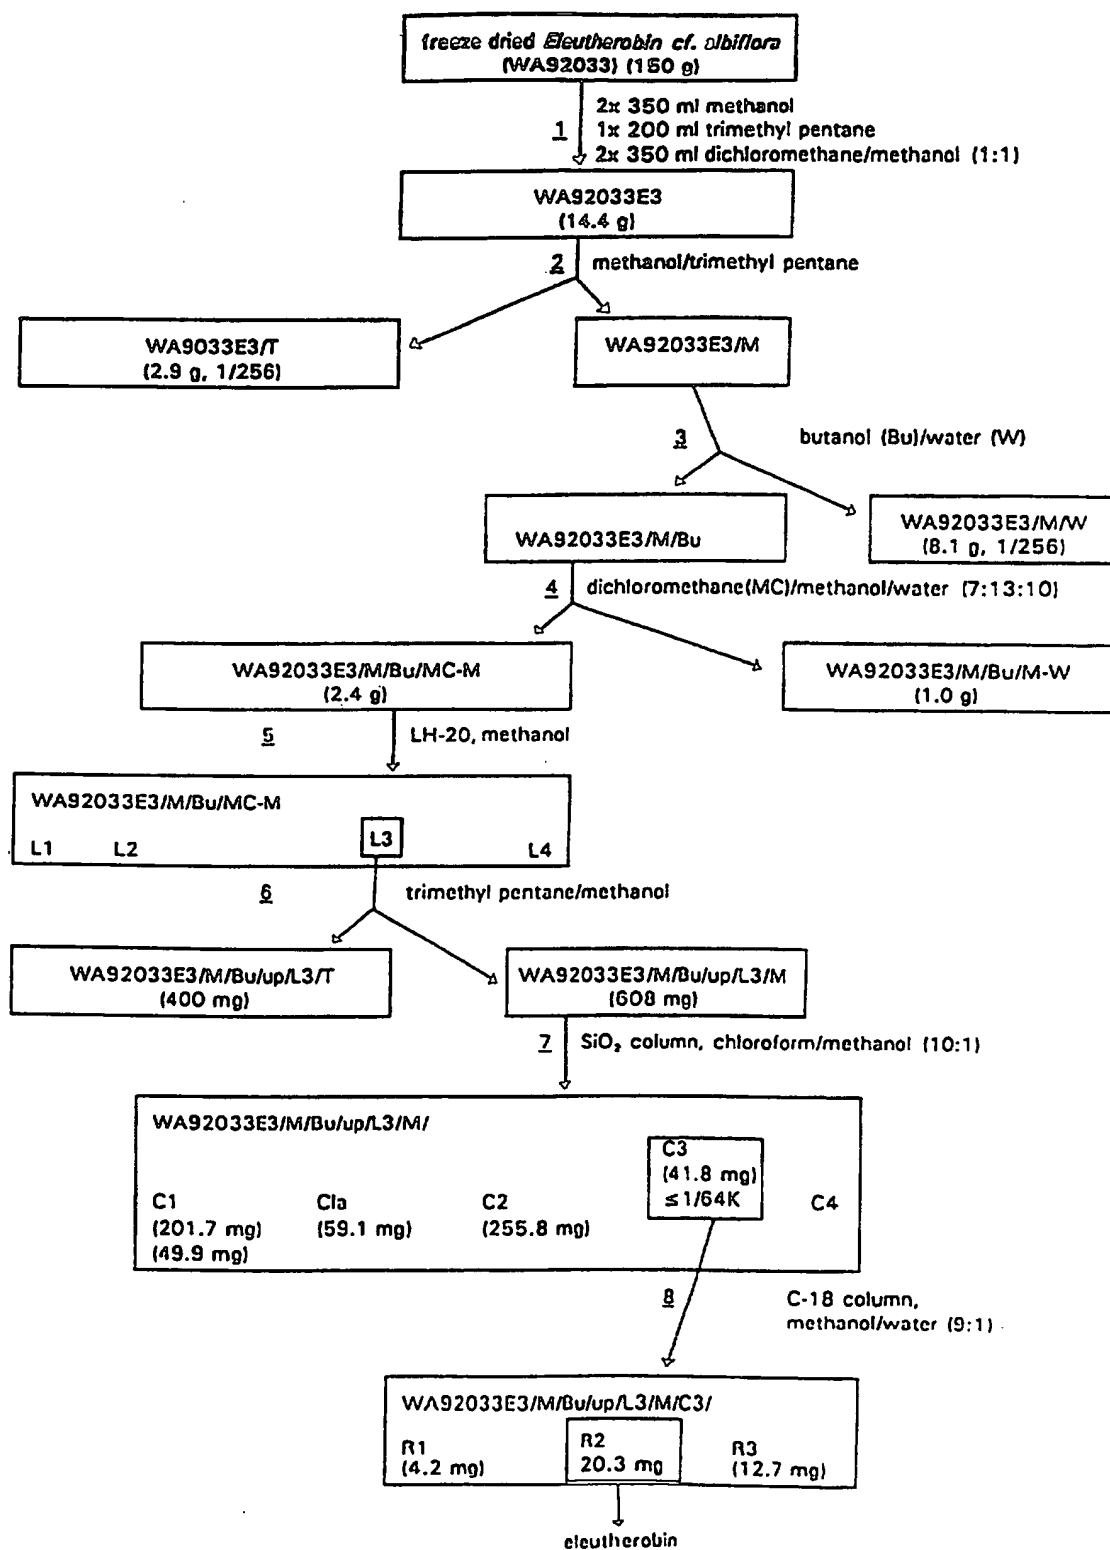 freeze dried Eleutherobin cf. albiflora
(WA92033) (150 g)
1
2x 350 ml methanol
1x 200 ml trimethyl pentane
2x 350 ml dichloromethane/methanol (1:1)
WA92033E3
(14.4 g)
2
methanol/trimethyl pentane
WA9033E3/T
(2.9 g, 1/256)
WA92033E3/M
3
butanol (Bu)/water (W)
WA92033E3/M/Bu
WA92033E3/M/W
(8.1 g, 1/256)
4
dichloromethane(MC)/methanol/water (7:13:10)
WA92033E3/M/Bu/MC-M
(2.4 g)
WA92033E3/M/Bu/M-W
(1.0 g)
5
LH-20, methanol
WA92033E3/M/Bu/MC-M
L1 L2 L3 L4
6
trimethyl pentane/methanol
WA92033E3/M/Bu/up/L3/T
(400 mg)
WA92033E3/M/Bu/up/L3/M
(608 mg)
7
SiO₂ column, chloroform/methanol (10:1)
WA92033E3/M/Bu/up/L3/M/
C1
(201.7 mg)
(49.9 mg)
Cla
(59.1 mg)
C2
(255.8 mg)
C3
(41.8 mg)
≤1/64K
C4
8
C-18 column,
methanol/water (9:1)
WA92033E3/M/Bu/up/L3/M/C3/
R1
(4.2 mg)
R2
20.3 mg
R3
(12.7 mg)
eleutherobin